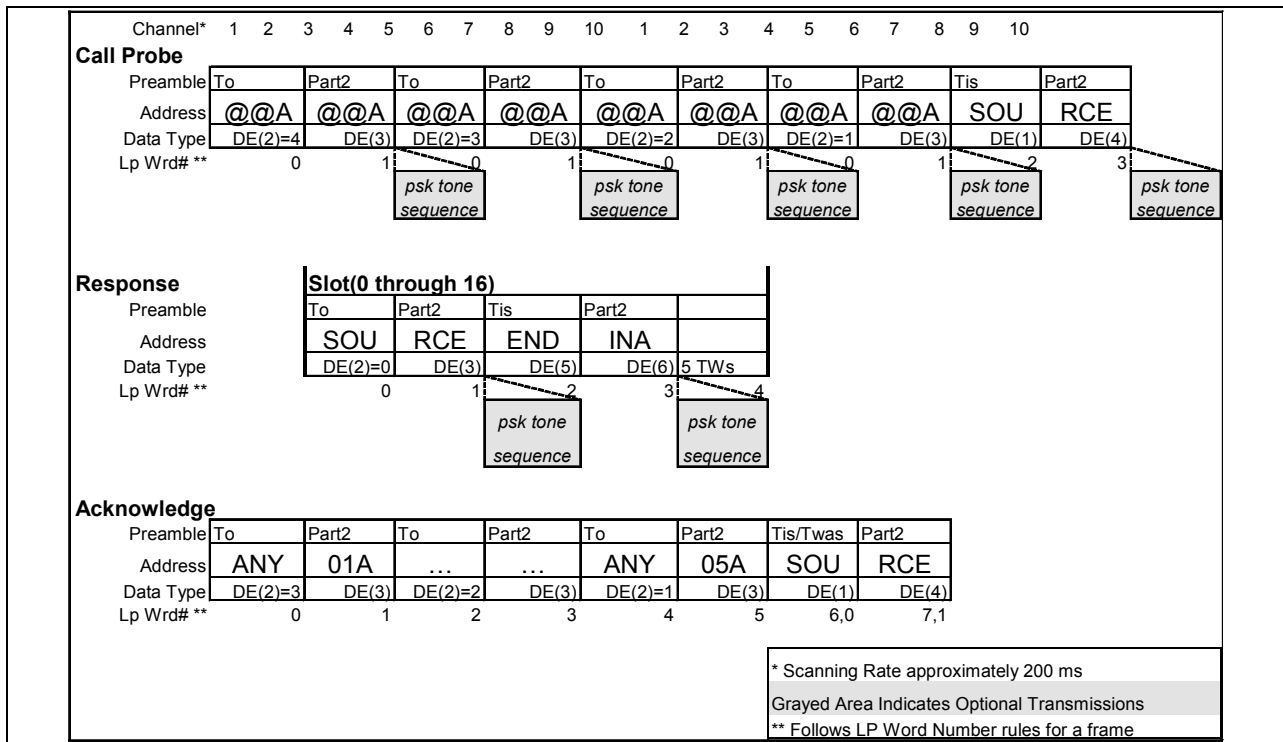 Channel* 1 2 3 4 5 6 7 8 9 10 1 2 3 4 5 6 7 8 9 10
Call Probe
Preamble To Part2 To Part2 To Part2 To Part2 Tis Part2
Address @@A @@A @@A @@A @@A @@A @@A @@A SOU RCE
Data Type DE(2)=4 DE(3) DE(2)=3 DE(3) DE(2)=2 DE(3) DE(2)=1 DE(3) DE(1) DE(4)
Lp Wrd# ** 0 1 0 1 0 1 0 1 2 3
psk tone psk tone psk tone psk tone psk tone
sequence sequence sequence sequence sequence
Response Slot(0 through 16)
Preamble To Part2 Tis Part2
Address SOU RCE END INA
Data Type DE(2)=0 DE(3) DE(5) DE(6) 5 TWs
Lp Wrd# ** 0 1 2 3 4
psk tone psk tone
sequence sequence
Acknowledge
Preamble To Part2 To Part2 To Part2 Tis/Twas Part2
Address ANY 01A … … ANY 05A SOU RCE
Data Type DE(2)=3 DE(3) DE(2)=2 DE(3) DE(2)=1 DE(3) DE(1) DE(4)
Lp Wrd# ** 0 1 2 3 4 5 6,0 7,1
* Scanning Rate approximately 200 ms
Grayed Area Indicates Optional Transmissions
** Follows LP Word Number rules for a frame